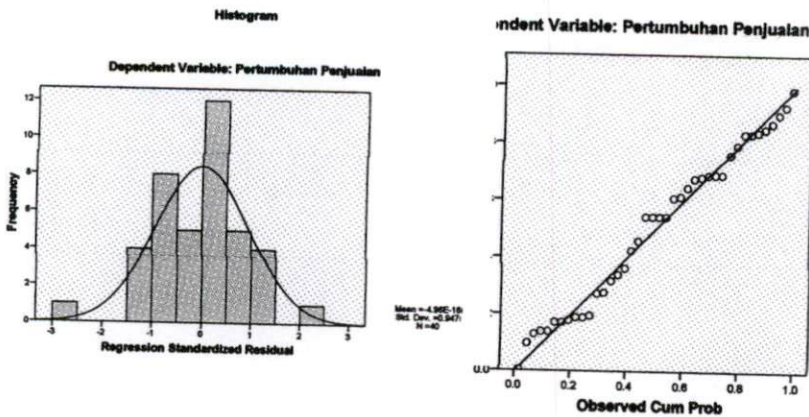 Histogram
Dependent Variable: Pertumbuhan Penjualan
12
10
8
6
4
2
0
Frequency
-3
-2
-1
0
1
2
3
Regression Standardized Residual
Mean =-4.96E-16
Std. Dev. =0.947
N =40
ndent Variable: Pertumbuhan Penjualan
0.0
0.0
0.2
0.4
0.6
0.8
1.0
Observed Cum Prob